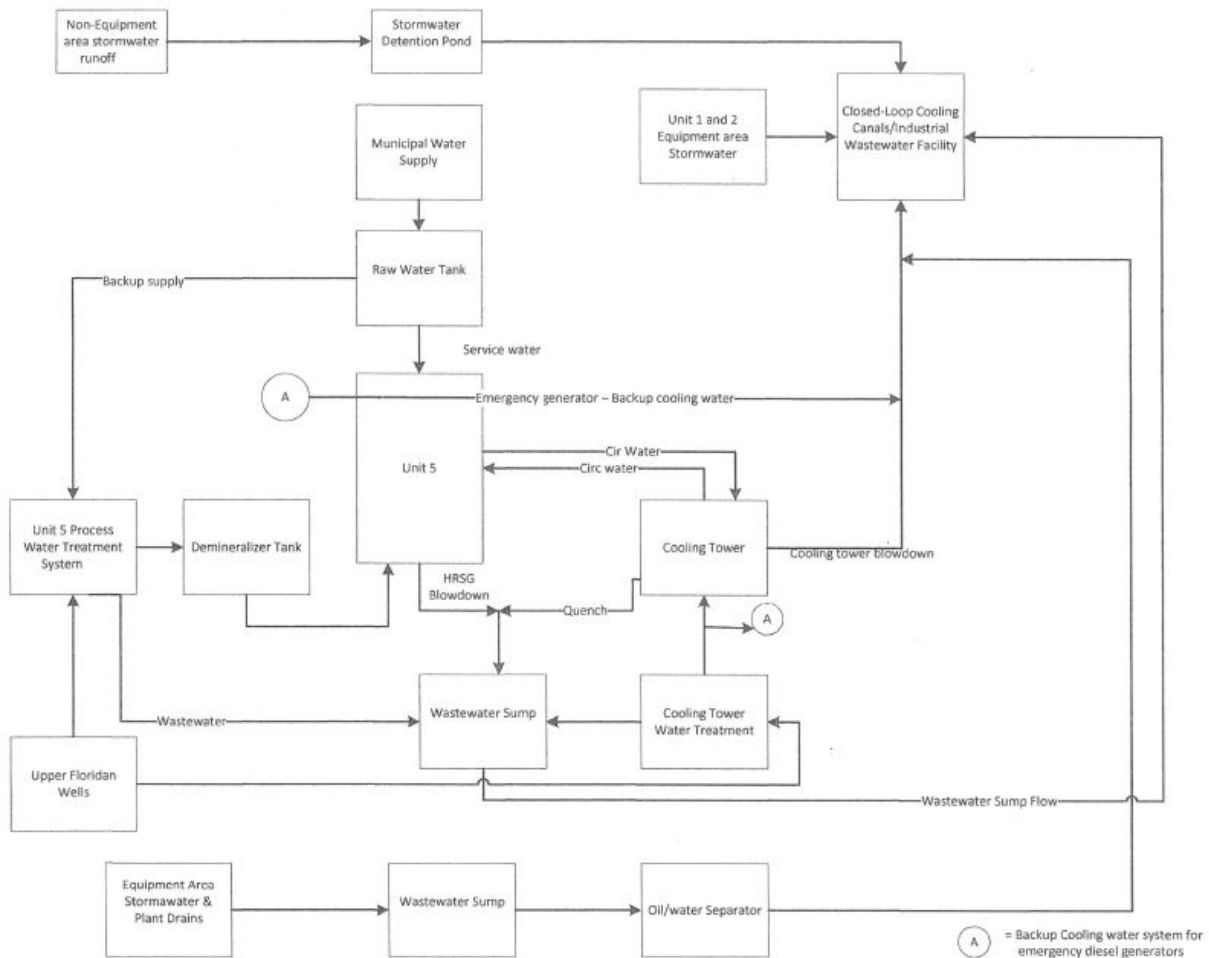 Non-Equipment
area stormwater
runoff
Stormwater
Detention Pond
Closed-Loop Cooling
Canals/Industrial
Wastewater Facility
Unit 1 and 2
Equipment area
Stormwater
Municipal Water
Supply
Raw Water Tank
Backup supply
Service water
A
Emergency generator – Backup cooling water
Unit 5
Cir Water
Circ water
Unit 5 Process
Water Treatment
System
Demineralizer Tank
Cooling Tower
Cooling tower blowdown
HRSG
Blowdown
Quench
A
Wastewater
Wastewater Sump
Cooling Tower
Water Treatment
Upper Floridan
Wells
Wastewater Sump Flow
Equipment Area
Stormawater &
Plant Drains
Wastewater Sump
Oil/water Separator
A
= Backup Cooling water system for
emergency diesel generators